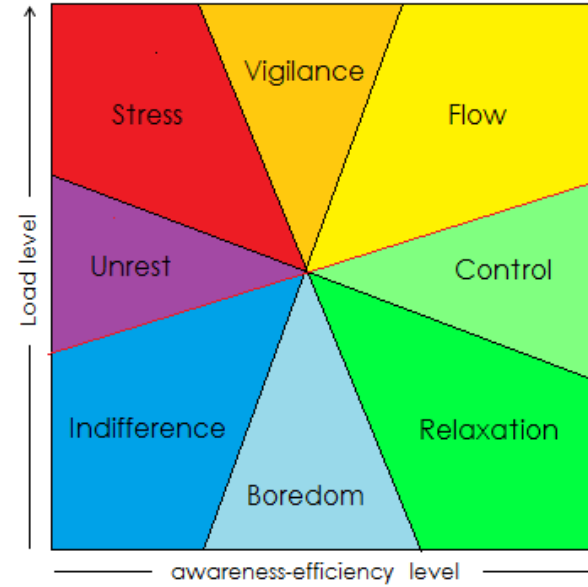 Vigilance
Stress
Flow
Unrest
Control
Load level
Indifference
Relaxation
Boredom
awareness-efficiency level